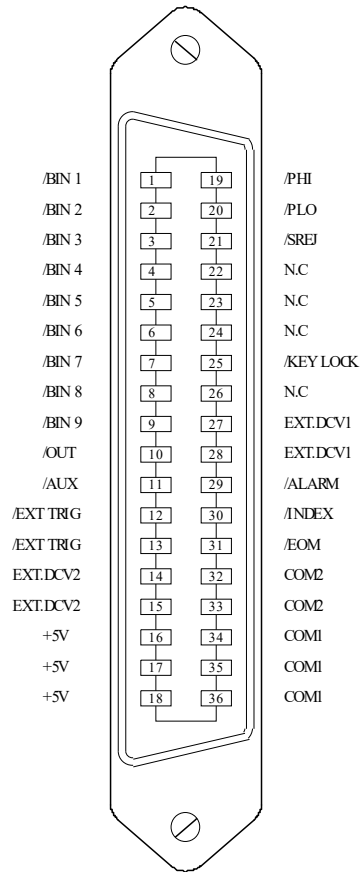 /BIN 1 1 19 /PHI
/BIN 2 2 20 /PLO
/BIN 3 3 21 /SREJ
/BIN 4 4 22 N.C
/BIN 5 5 23 N.C
/BIN 6 6 24 N.C
/BIN 7 7 25 /KEY LOCK
/BIN 8 8 26 N.C
/BIN 9 9 27 EXT.DCV1
/OUT 10 28 EXT.DCV1
/AUX 11 29 /ALARM
/EXT TRIG 12 30 /INDEX
/EXT TRIG 13 31 /EOM
EXT.DCV2 14 32 COM2
EXT.DCV2 15 33 COM2
+5V 16 34 COM1
+5V 17 35 COM1
+5V 18 36 COM1